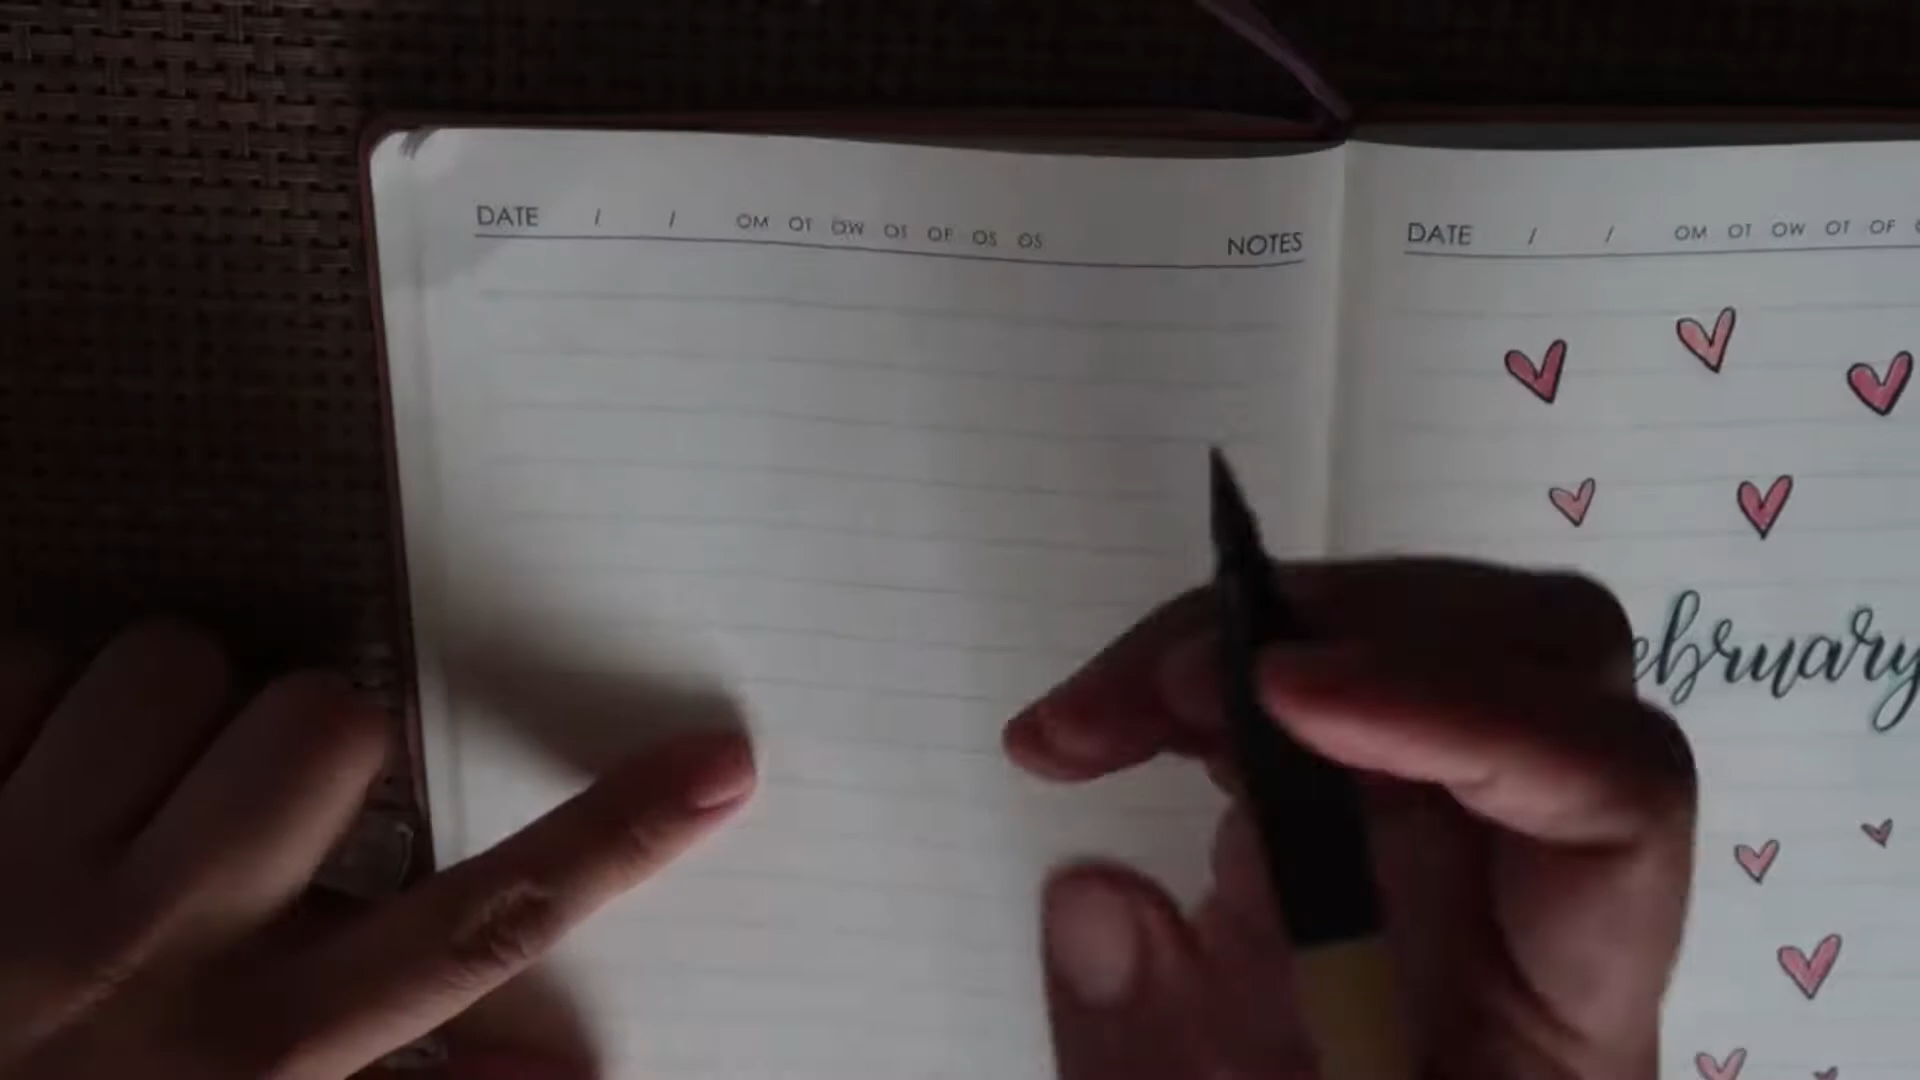 DATE / / OM OT OW OT OF OS OS NOTES
DATE / / OM OT OW OT OF
ebruary